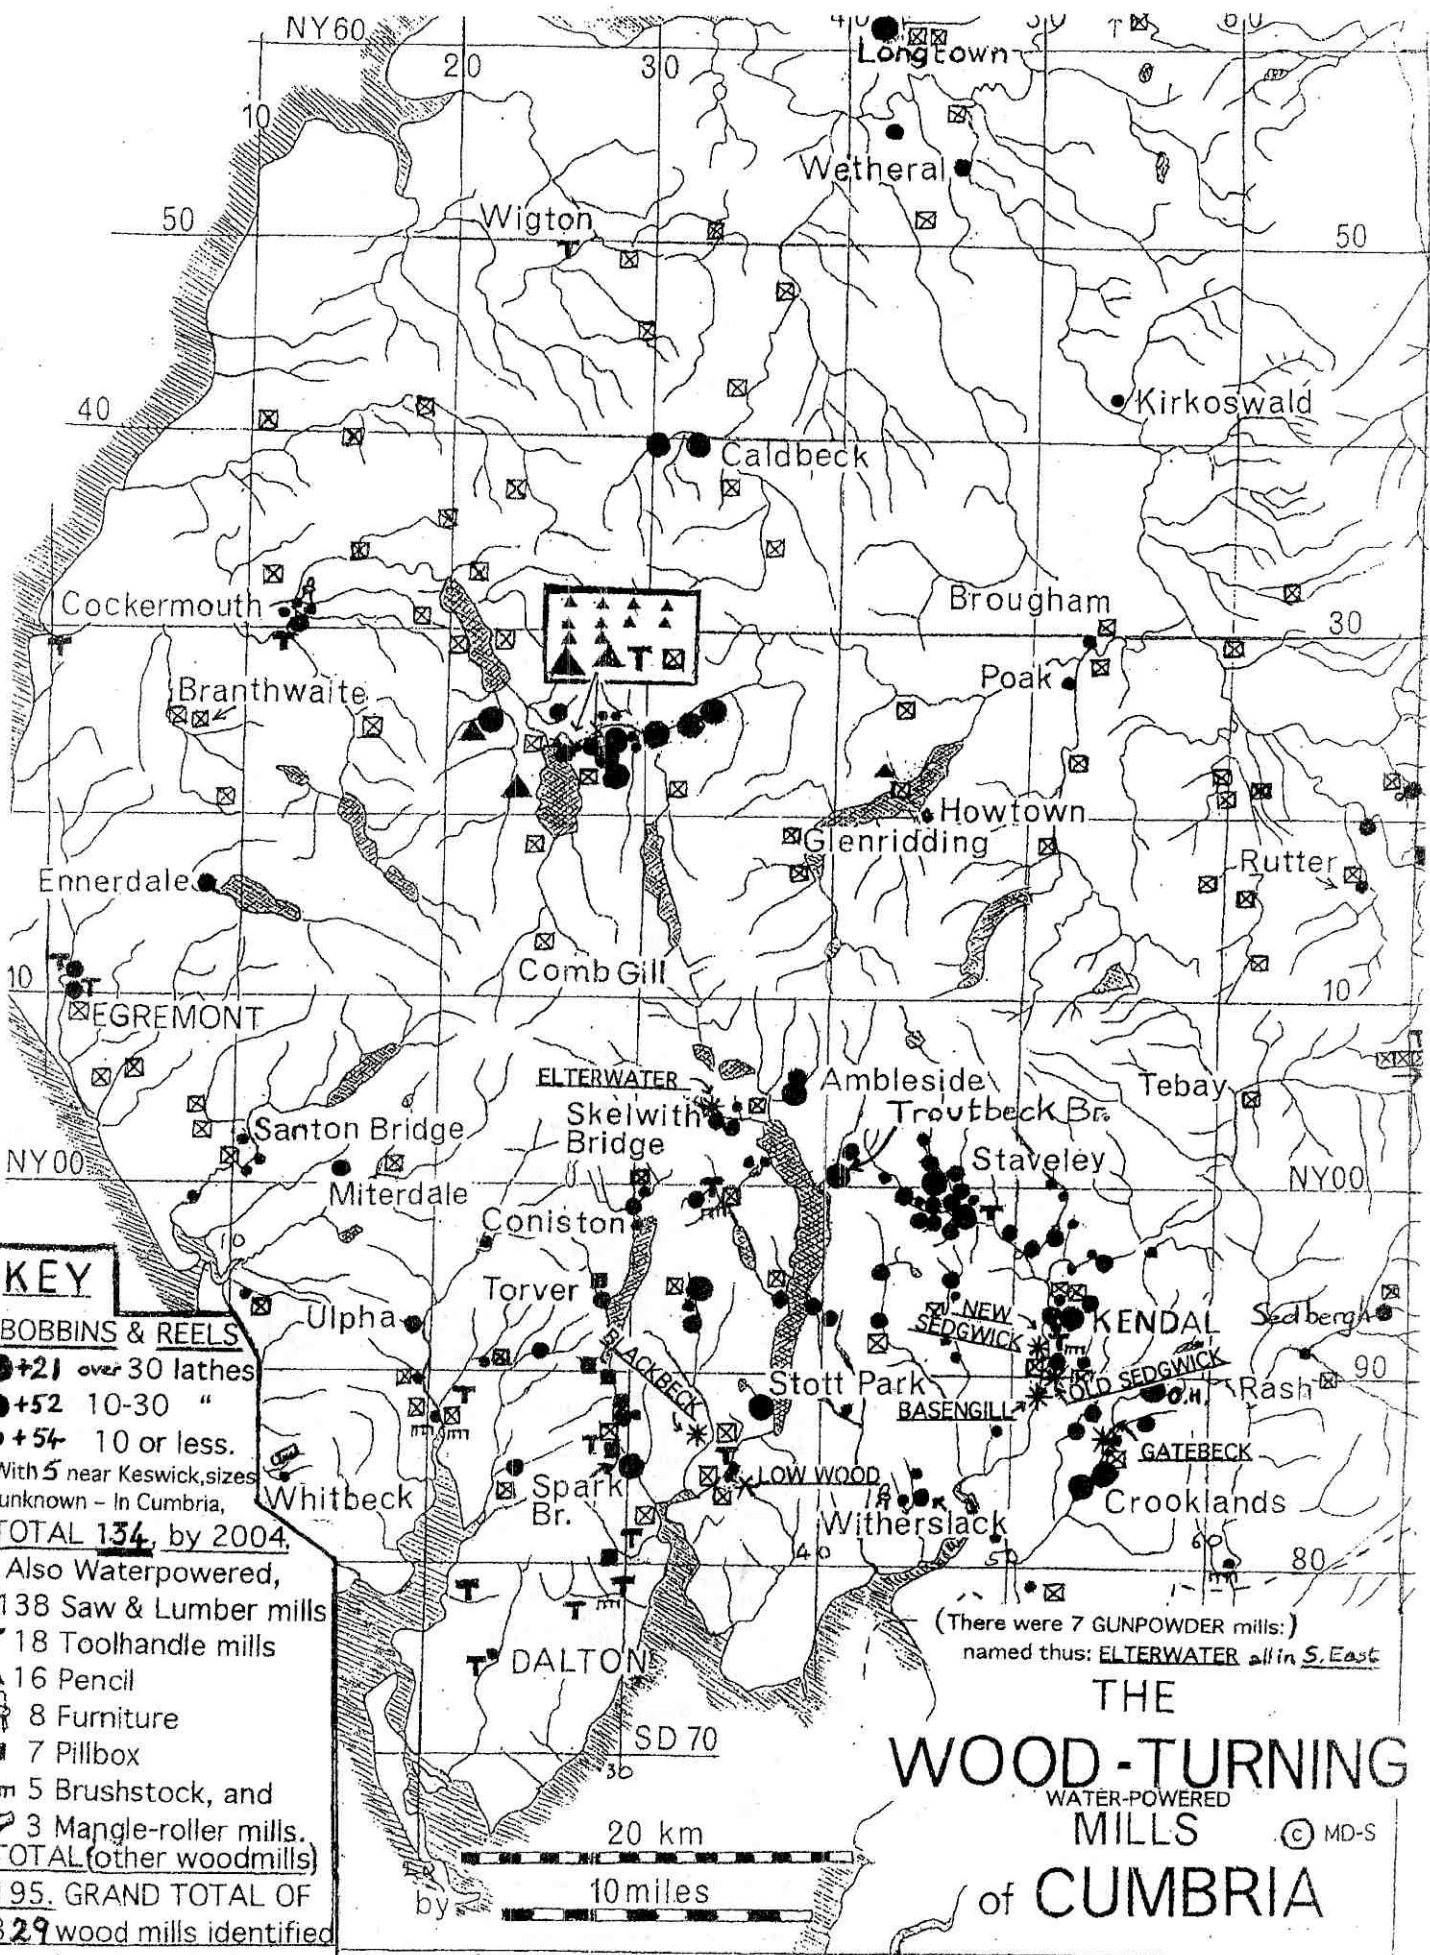 NY60
20
30
40
50
60
Longtown
10
Wetheral
Wigton
50
50
40
Kirkoswald
Caldbeck
Cockermouth
Brougham
30
Poak
T
Branthwaite
Howtown
Glenridding
Ennerdale
Rutter
Comb Gill
10
10
EGREMONT
ELTERWATER
Ambleside
Tebay
Skelwith
Bridge
Troutbeck Br.
Santon Bridge
Staveley
NY00
NY00
Miterdale
Coniston
10
Torver
Ulpha
NEW
SEDGWICK
KENDAL
Sedbergh
BLACKBECK
Stott Park
OLD SEDGWICK
90
Rash
BASENGILL
O.H.
GATEBECK
Spark
Br.
LOW WOOD
Whitbeck
Crooklands
Witherslack
40
50
60
80
DALTON
SD 70
30
KEY
BOBBINS & REELS
+21 over 30 lathes
+52 10-30 "
+54 10 or less.
With 5 near Keswick, sizes
unknown - In Cumbria,
TOTAL 134, by 2004.
Also Waterpowered,
138 Saw & Lumber mills
18 Toolhandle mills
16 Pencil
8 Furniture
7 Pillbox
5 Brushstock, and
3 Mangle-roller mills.
TOTAL (other woodmills)
195. GRAND TOTAL OF
329 wood mills identified
by
20 km
10 miles
(There were 7 GUNPOWDER mills:)
named thus: ELTERWATER all in S. East
THE
WOOD-TURNING
WATER-POWERED
MILLS
© MD-S
of CUMBRIA